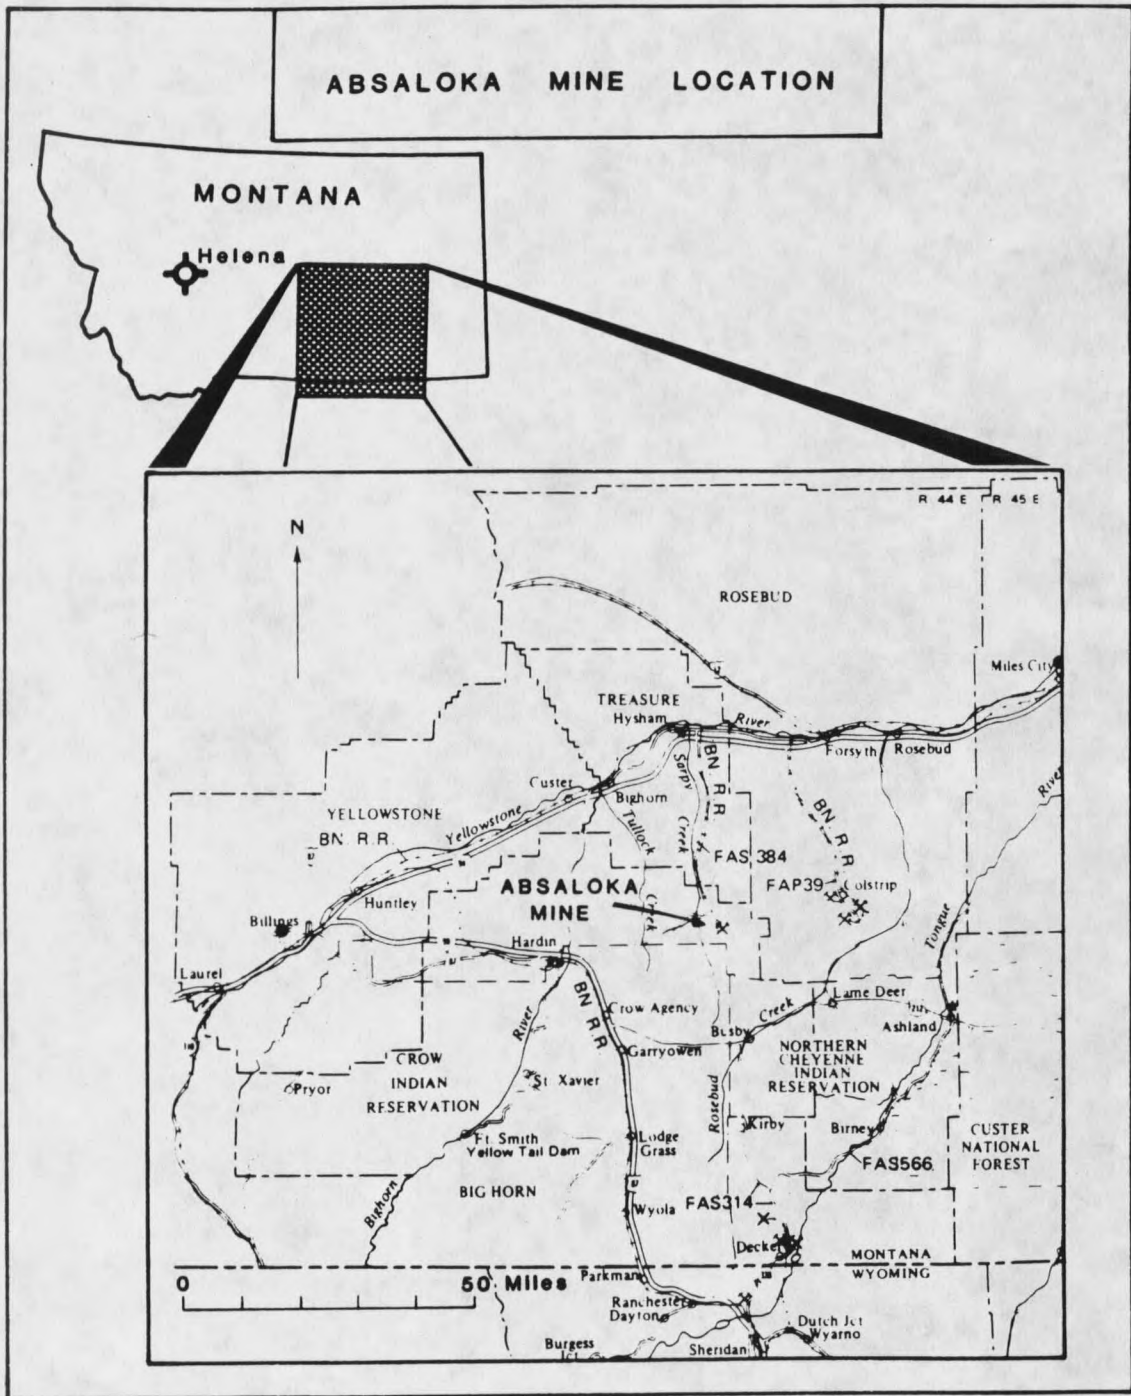 ABSALOKA MINE LOCATION
MONTANA
Helena
R 44 E R 45 E
N
ROSEBUD
Miles City
TREASURE
Hysham
River
Forsyth
Rosebud
BN R.R
Sarpy
Creek
Custer
Bighorn
River
YELLOWSTONE
BN. R.R.
Yellowstone
Tullock
Creek
BN. R.R
FAS 384
FAP39
Colstrip
ABSALOKA
MINE
Huntley
Billings
Hardin
Tongue
Laurel
BN R.R
River
Crow Agency
Creek
Lame Deer
Busby
Ashland
Garryowen
NORTHERN
CHEYENNE
INDIAN
RESERVATION
CROW
INDIAN
RESERVATION
Pryor
St. Xavier
Rosebud
Kirby
Birney
CUSTER
NATIONAL
FOREST
Ft. Smith
Yellow Tail Dam
Lodge
Grass
FAS566
BIG HORN
Bighorn
FAS314
Wyola
Decker
MONTANA
WYOMING
0 50 Miles
Parkman
Ranchester
Dayton
Dutch Jct
Wyarno
Burgess
Jct
Sheridan